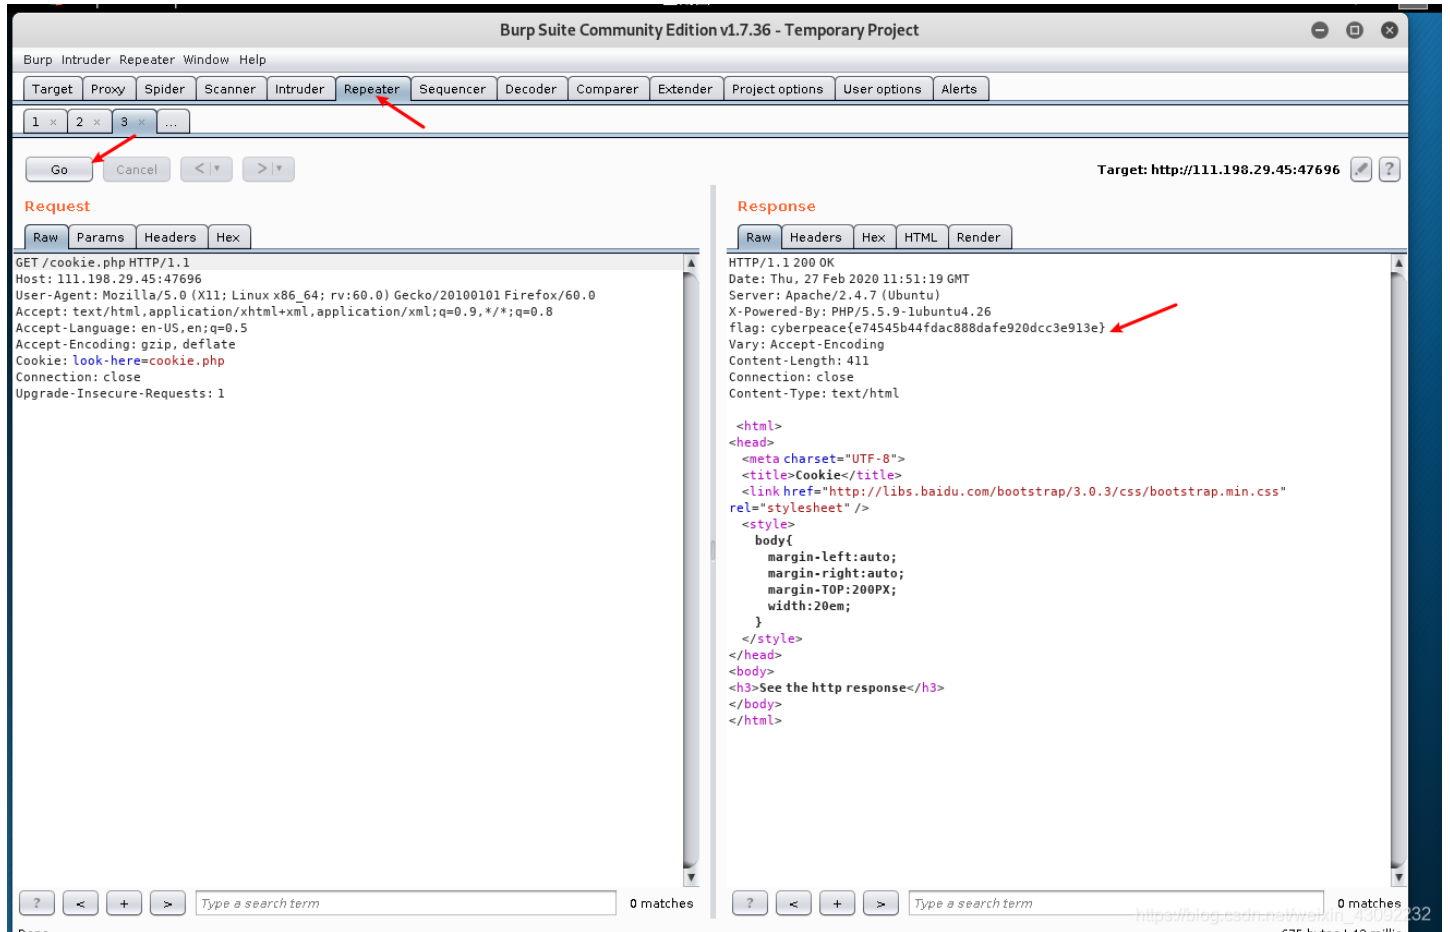 Burp Suite Community Edition v1.7.36 - Temporary Project
Burp Intruder Repeater Window Help
Target Proxy Spider Scanner Intruder Repeater Sequencer Decoder Comparer Extender Project options User options Alerts
1 × 2 × 3 × ...
Go Cancel < > Target: http://111.198.29.45:47696 ?
Request
Raw Params Headers Hex
GET /cookie.php HTTP/1.1
Host: 111.198.29.45:47696
User-Agent: Mozilla/5.0 (X11; Linux x86_64; rv:60.0) Gecko/20100101 Firefox/60.0
Accept: text/html,application/xhtml+xml,application/xml;q=0.9,*/*;q=0.8
Accept-Language: en-US,en;q=0.5
Accept-Encoding: gzip, deflate
Cookie: look-here=cookie.php
Connection: close
Upgrade-Insecure-Requests: 1
? < + > Type a search term 0 matches
Response
Raw Headers Hex HTML Render
HTTP/1.1 200 OK
Date: Thu, 27 Feb 2020 11:51:19 GMT
Server: Apache/2.4.7 (Ubuntu)
X-Powered-By: PHP/5.5.9-1ubuntu4.26
flag: cyberpeace{e74545b44fdac888dafe920dcc3e913e}
Vary: Accept-Encoding
Content-Length: 411
Connection: close
Content-Type: text/html
<html>
<head>
<meta charset="UTF-8">
<title>Cookie</title>
<link href="http://libs.baidu.com/bootstrap/3.0.3/css/bootstrap.min.css"
rel="stylesheet" />
<style>
body{
margin-left:auto;
margin-right:auto;
margin-TOP:200PX;
width:20em;
}
</style>
</head>
<body>
<h3>See the http response</h3>
</body>
</html>
? < + > Type a search term 0 matches
https://blog.csdn.net/weixin_43092232